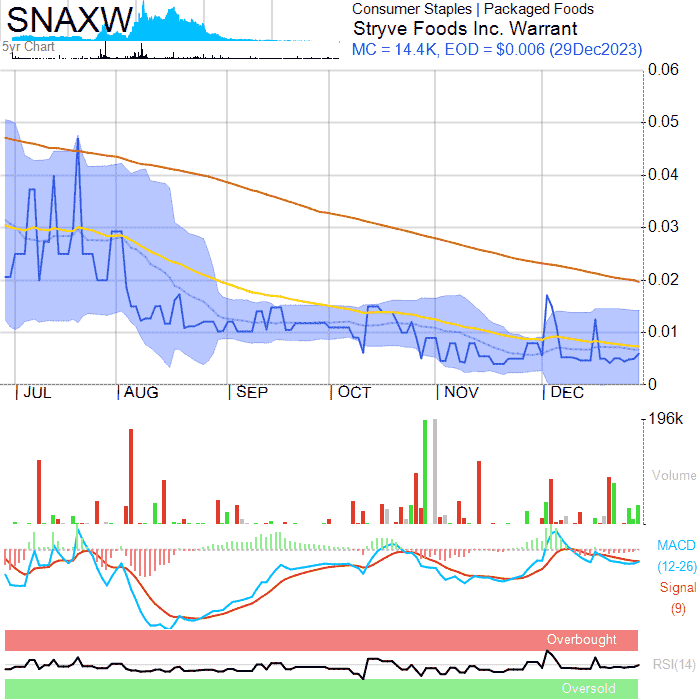 SNAXW
5yr Chart
Consumer Staples | Packaged Foods
Stryve Foods Inc. Warrant
MC = 14.4K, EOD = $0.006 (29Dec2023)
0.06
0.05
0.04
0.03
0.02
0.01
0
JUL AUG SEP OCT NOV DEC
196k
Volume
MACD
(12-26)
Signal
(9)
Overbought
RSI(14)
Oversold